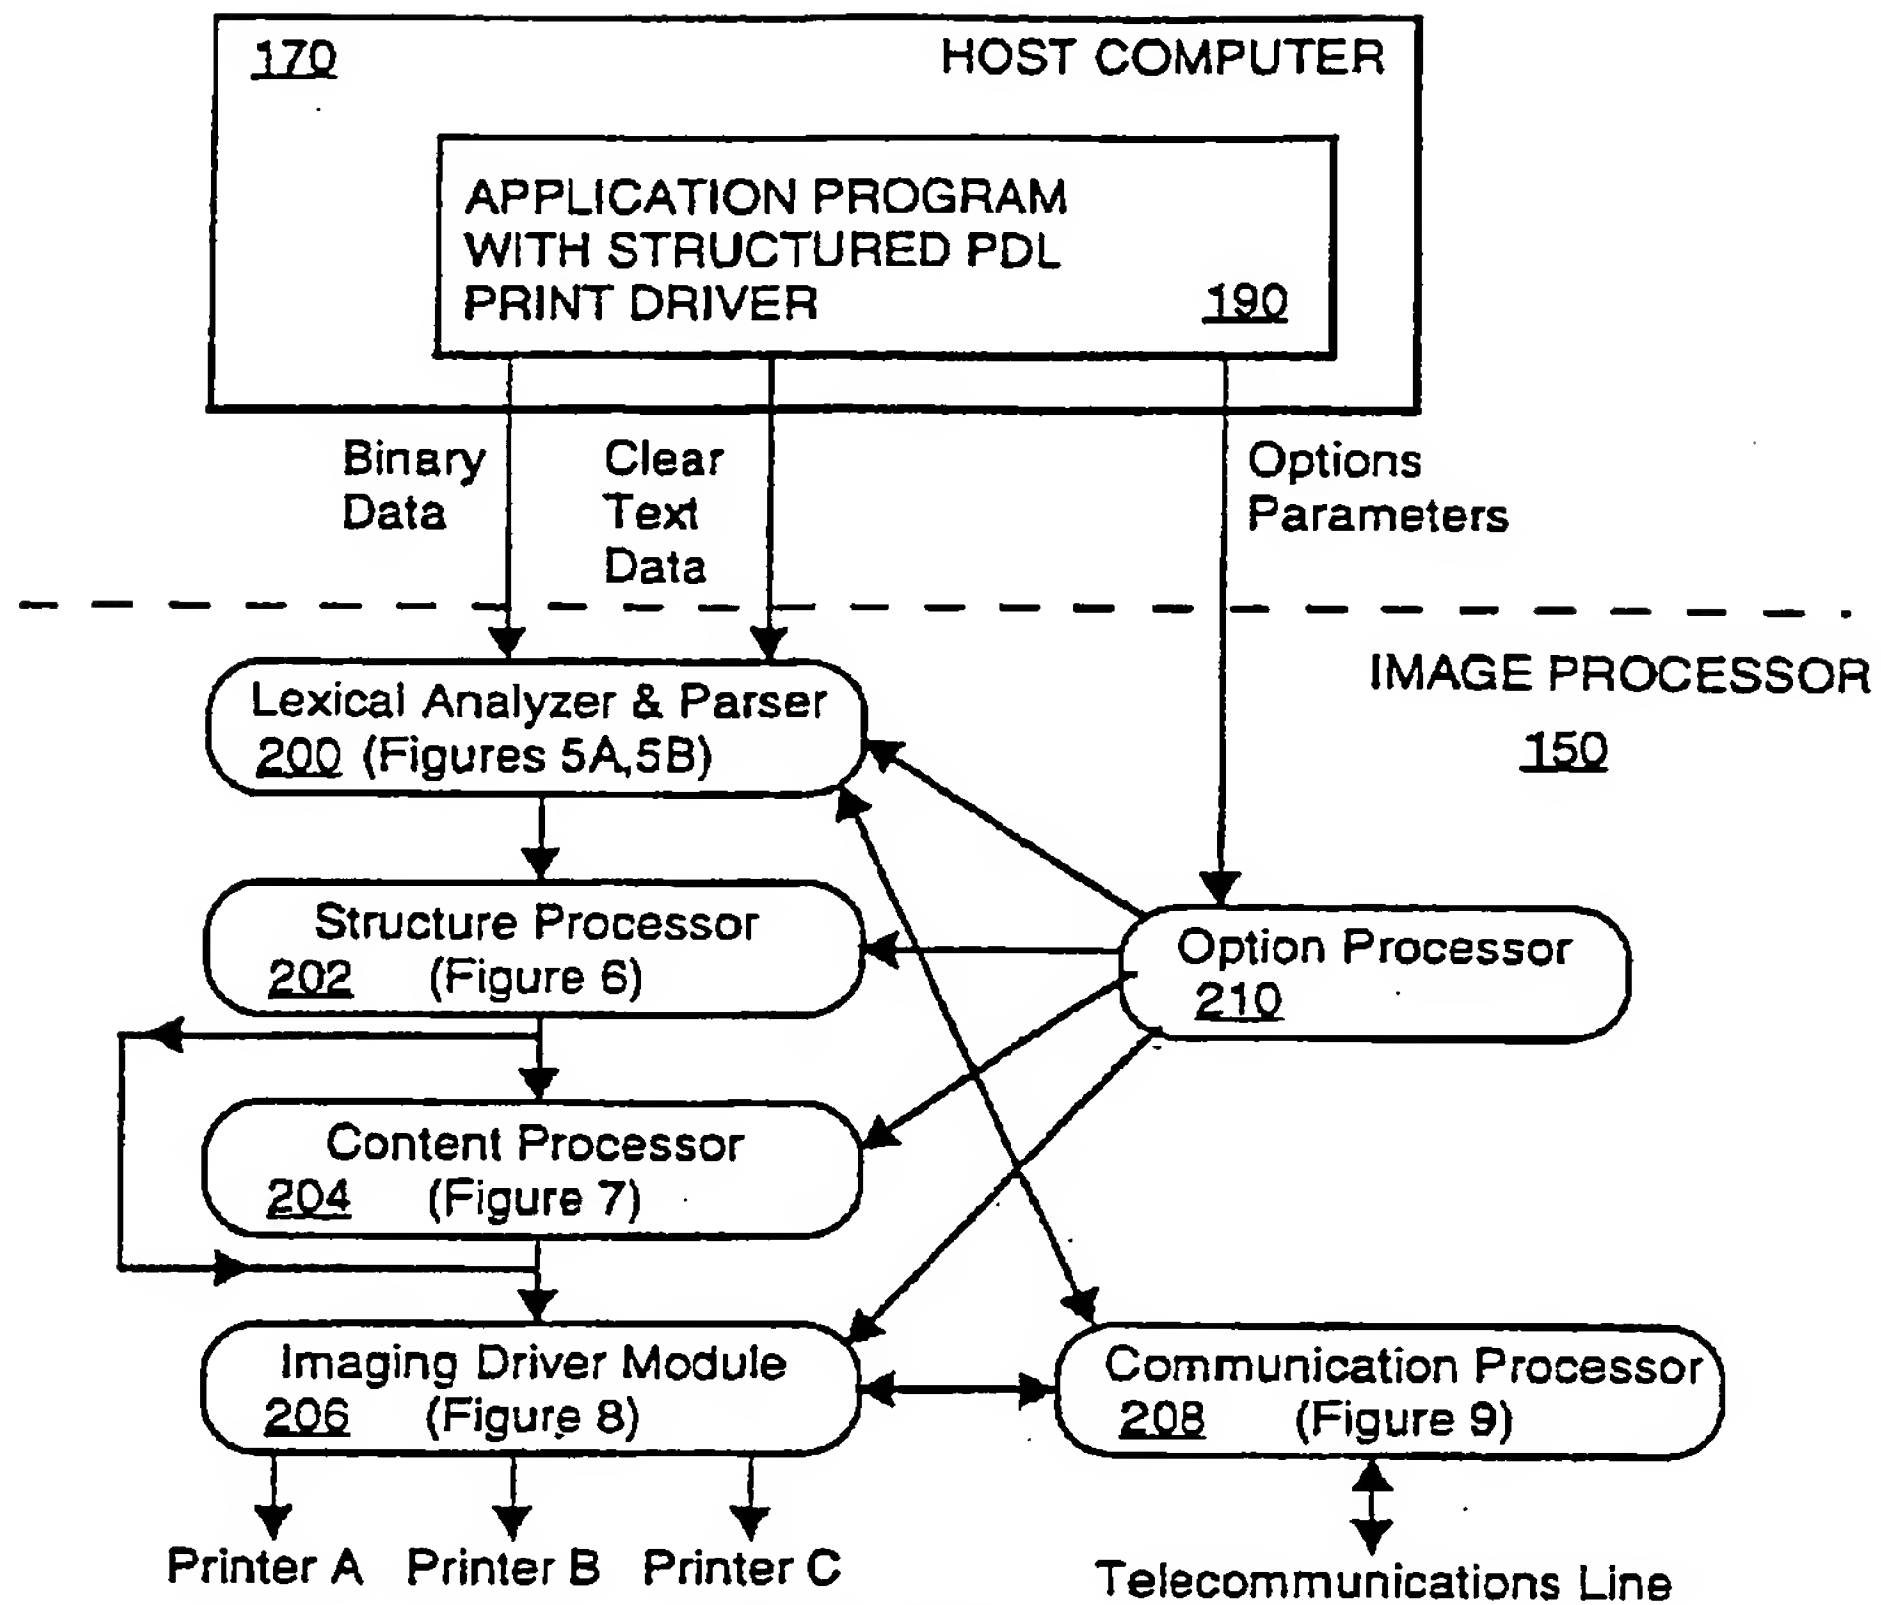 170
HOST COMPUTER
APPLICATION PROGRAM
WITH STRUCTURED PDL
PRINT DRIVER
190
Binary
Data
Clear
Text
Data
Options
Parameters
IMAGE PROCESSOR
150
Lexical Analyzer & Parser
200 (Figures 5A,5B)
Structure Processor
202 (Figure 6)
Option Processor
210
Content Processor
204 (Figure 7)
Imaging Driver Module
206 (Figure 8)
Communication Processor
208 (Figure 9)
Printer A
Printer B
Printer C
Telecommunications Line